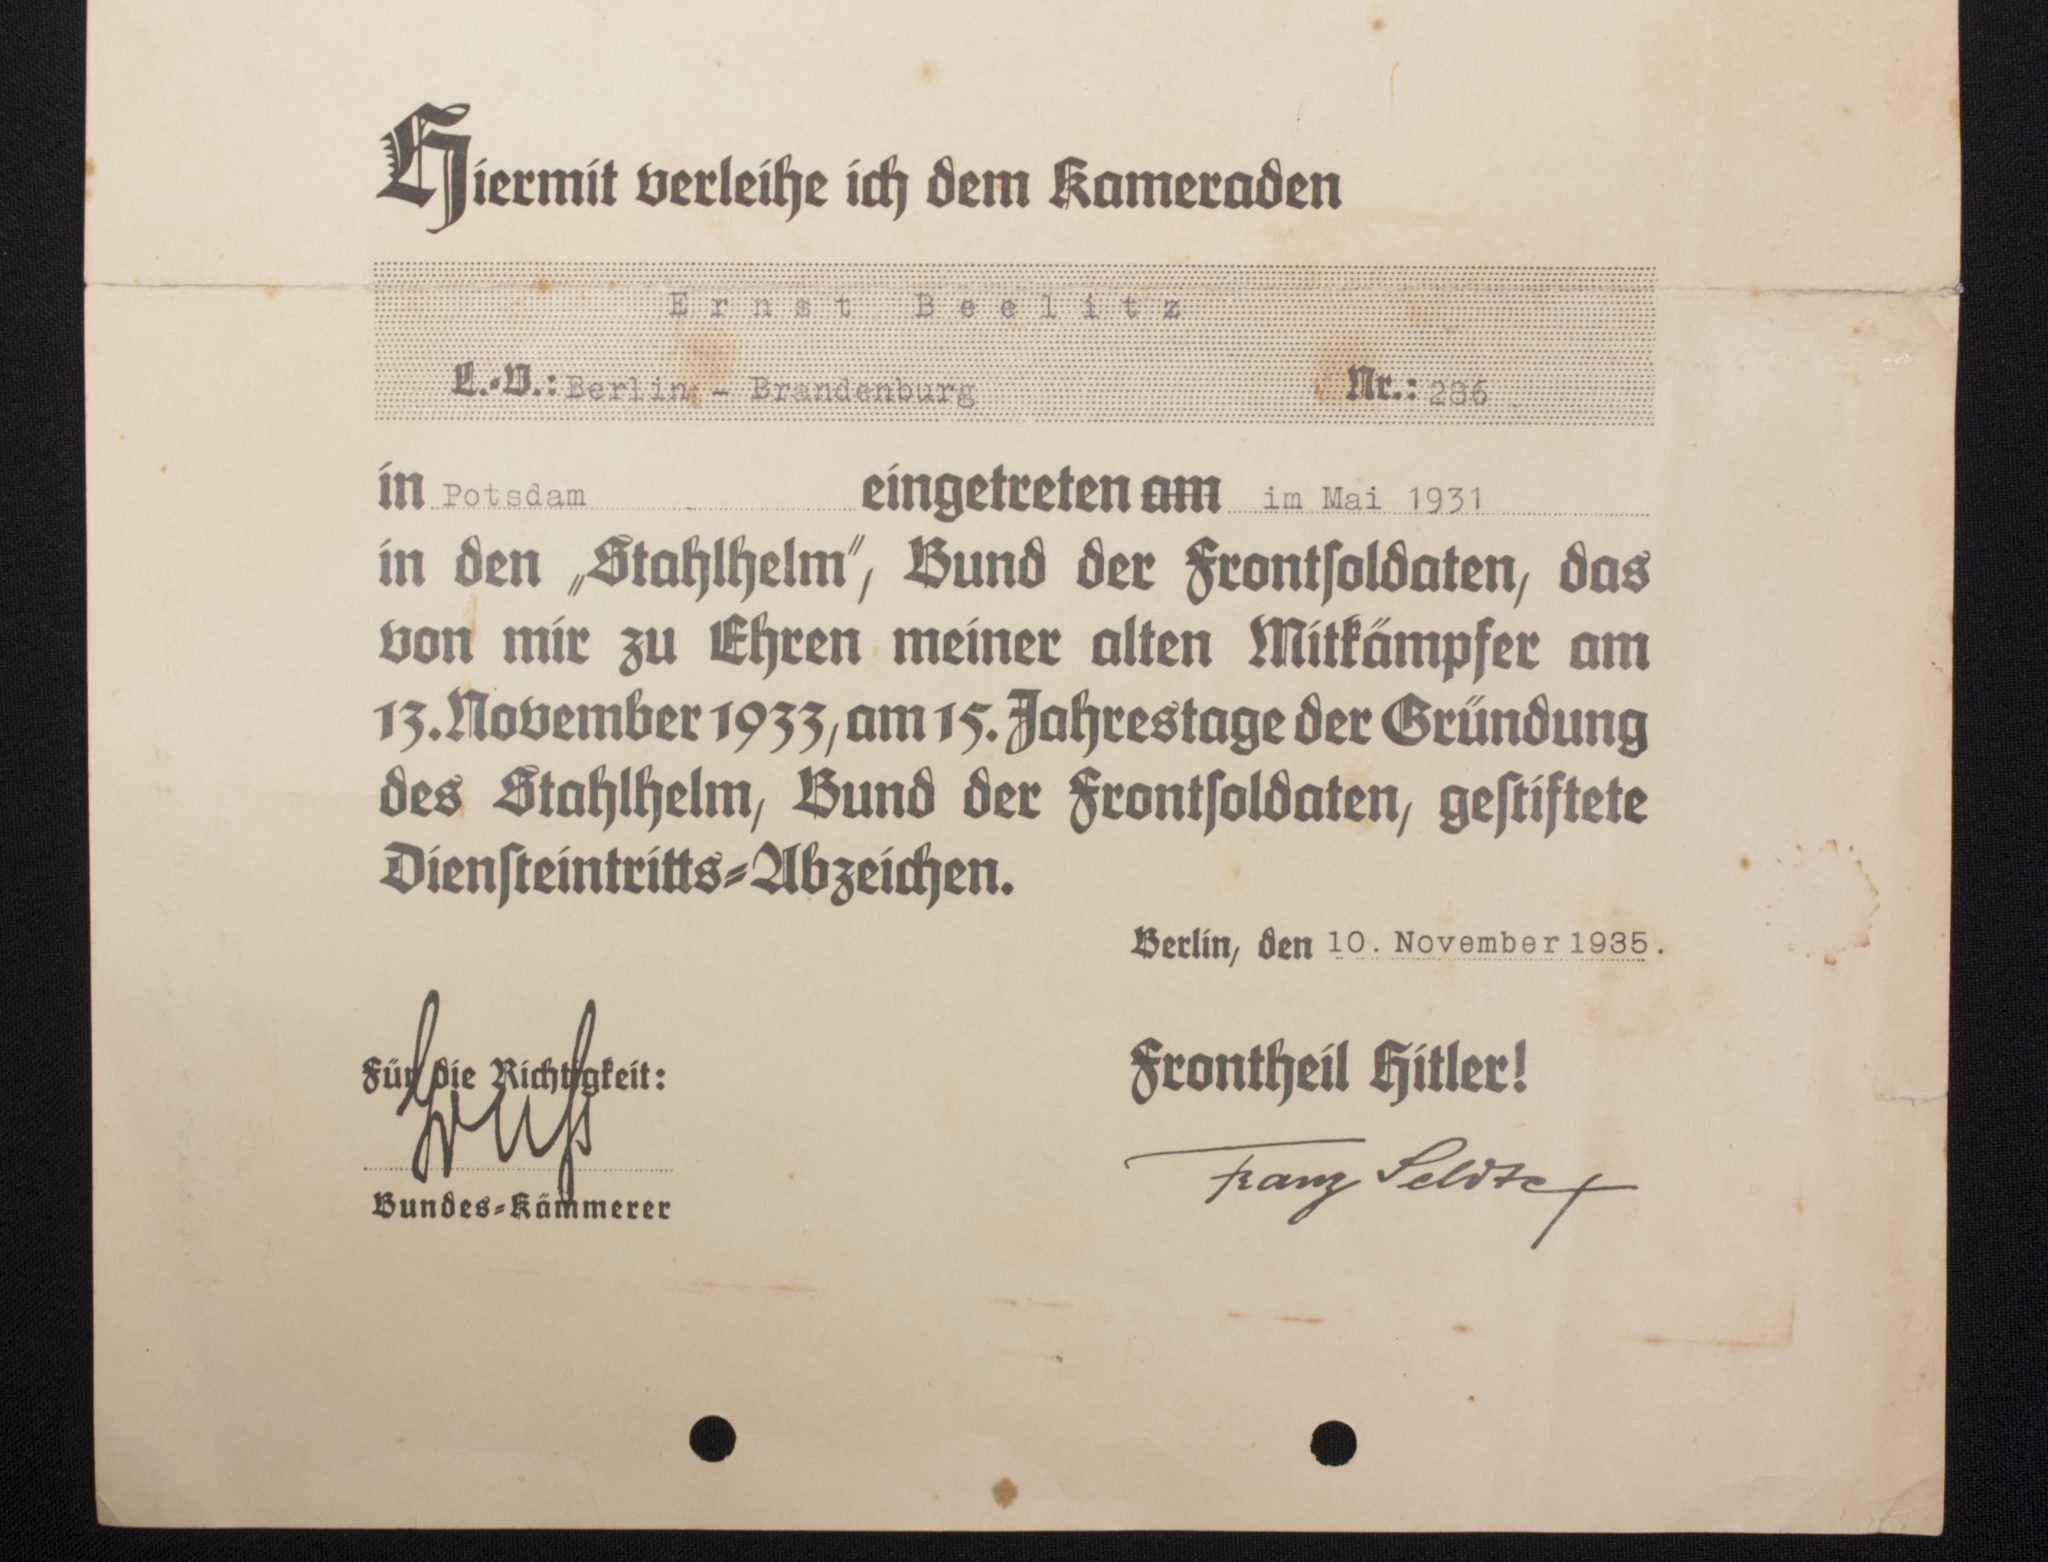 Hiermit verleihe ich dem Kameraden
Ernst Beelitz
L.-V.: Berlin - Brandenburg Nr.: 286
in Potsdam eingetreten am im Mai 1931
in den „Stahlhelm“, Bund der Frontsoldaten, das
von mir zu Ehren meiner alten Mitkämpfer am
13. November 1933, am 15. Jahrestage der Gründung
des Stahlhelm, Bund der Frontsoldaten, gestiftete
Diensteintritts-Abzeichen.
Berlin, den 10. November 1935.
Für die Richtigkeit:
Frontheil Hitler!
Franz Seldte
Bundes-Kämmerer